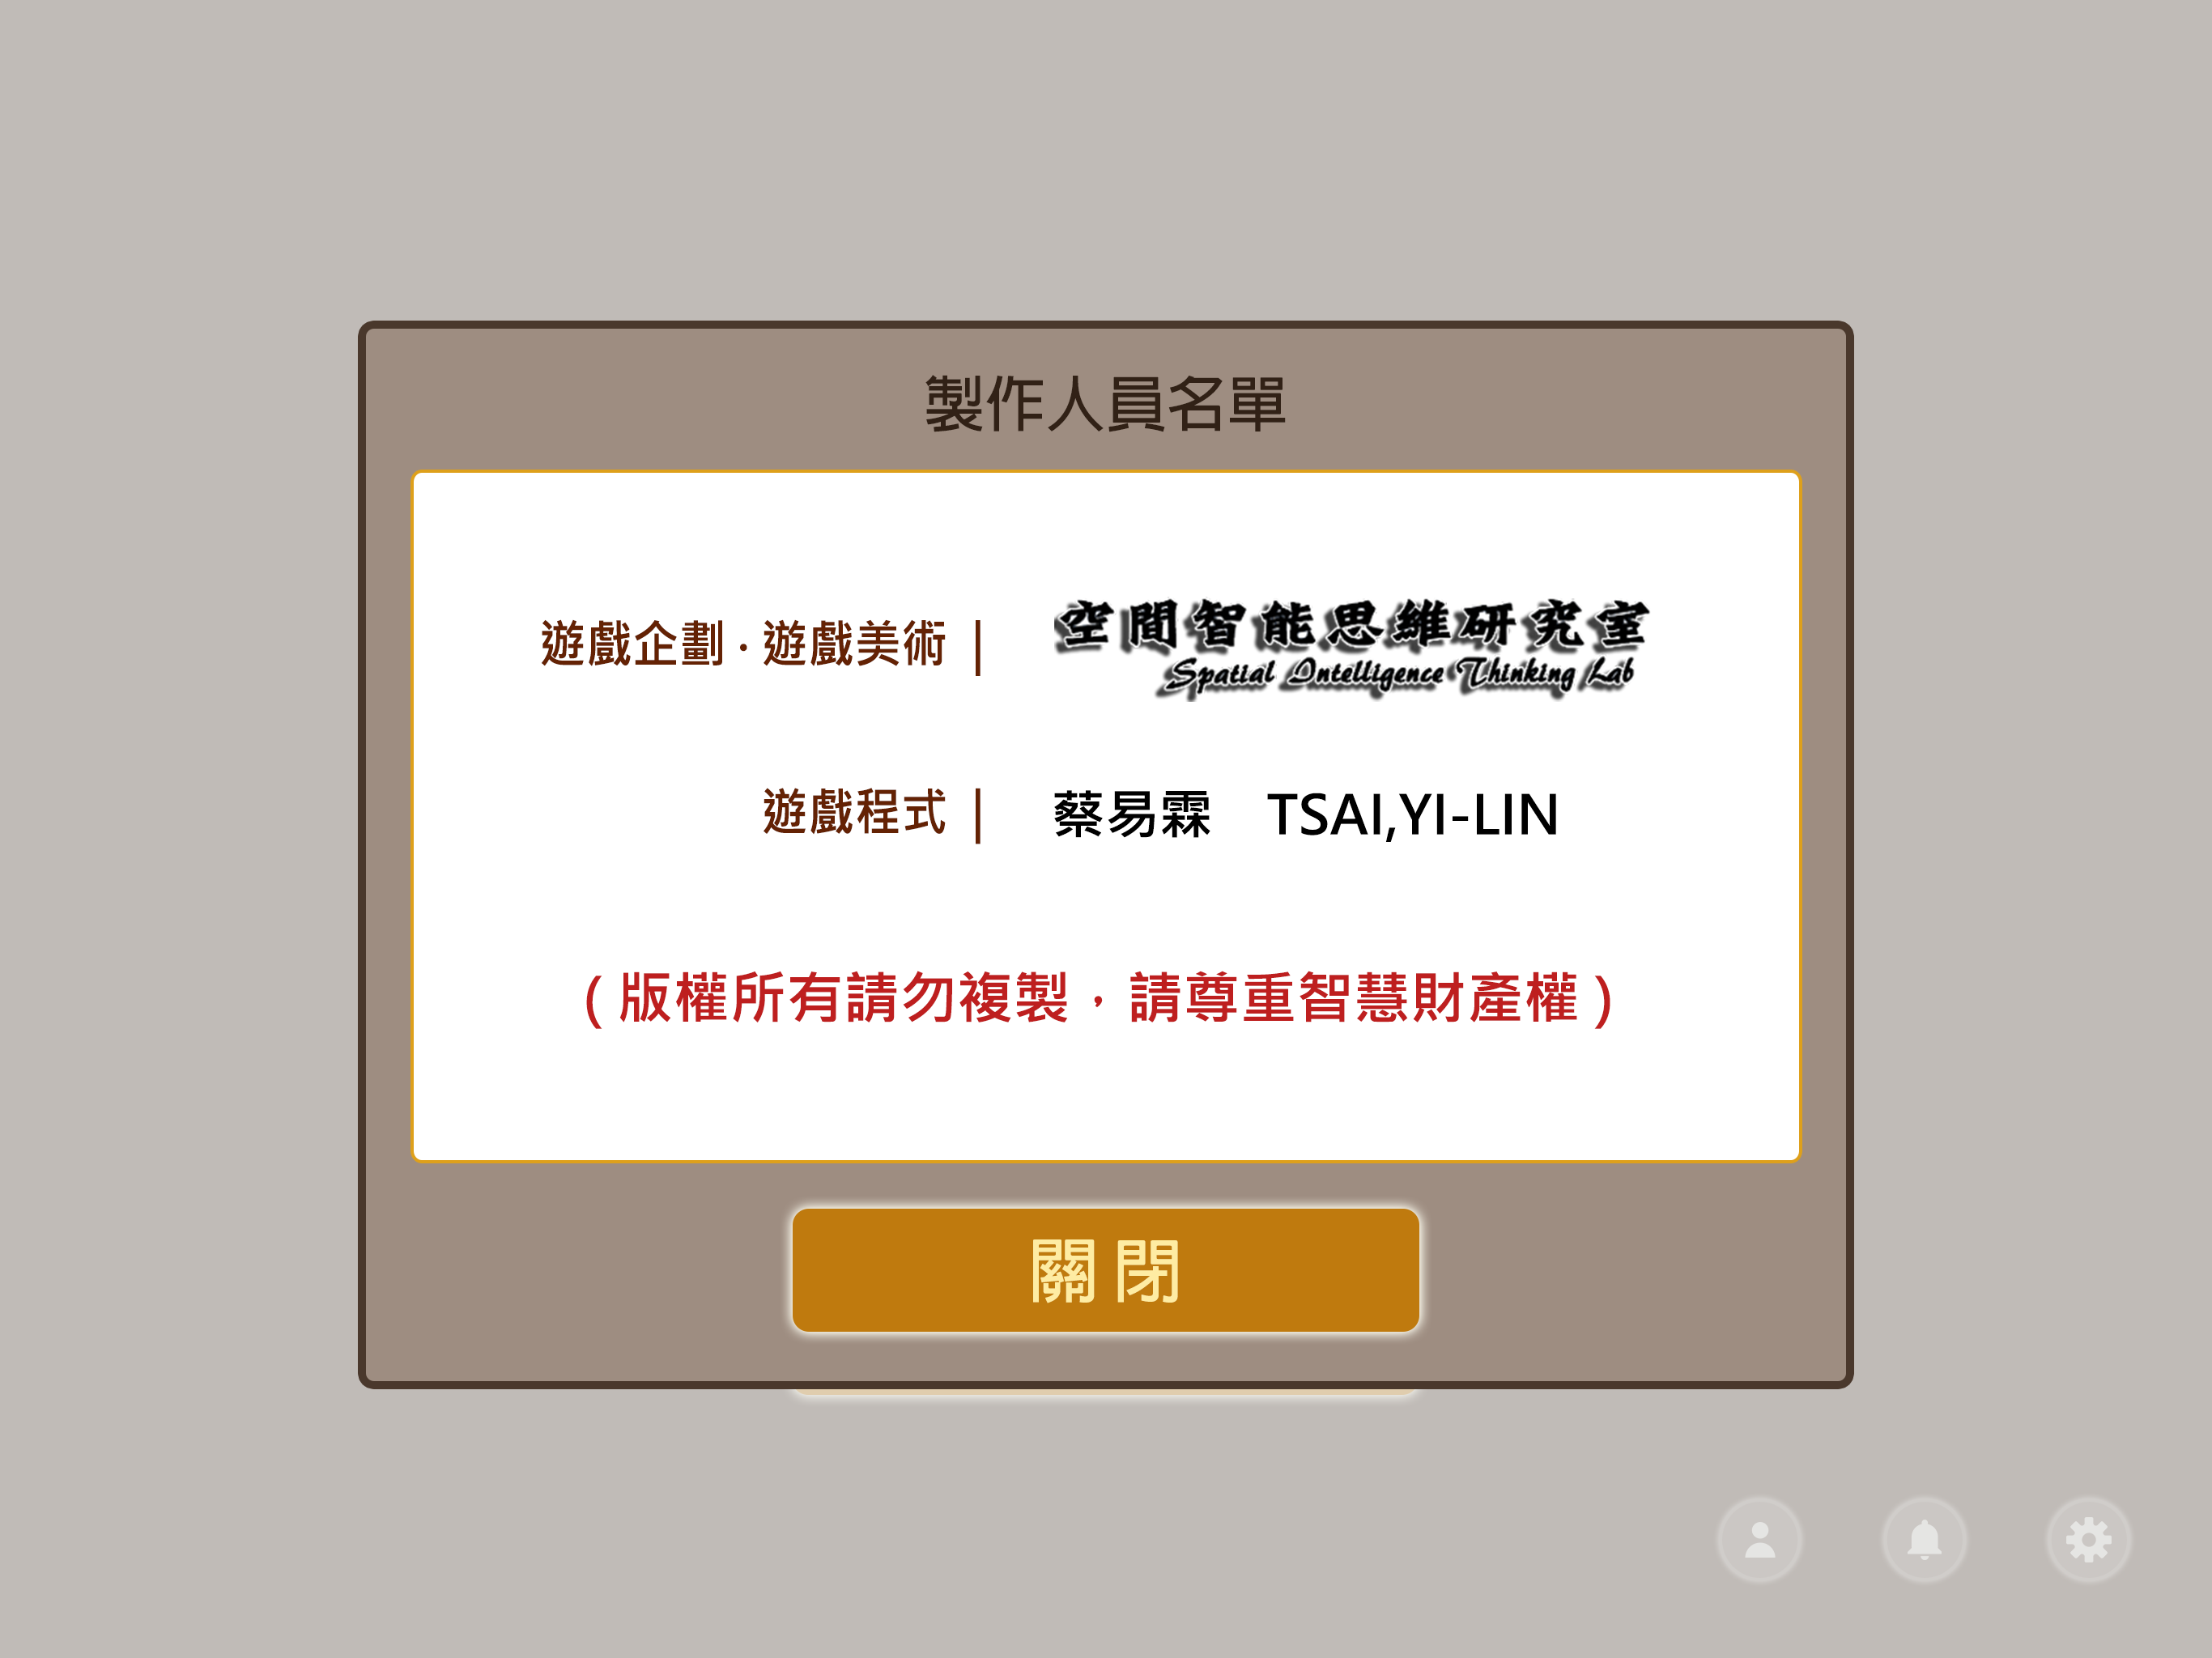 製作人員名單
遊戲企劃·遊戲美術｜ 空間智能思維研究室
Spatial Intelligence Thinking Lab
遊戲程式｜ 蔡易霖 TSAI,YI-LIN
（版權所有請勿複製，請尊重智慧財產權）
關閉